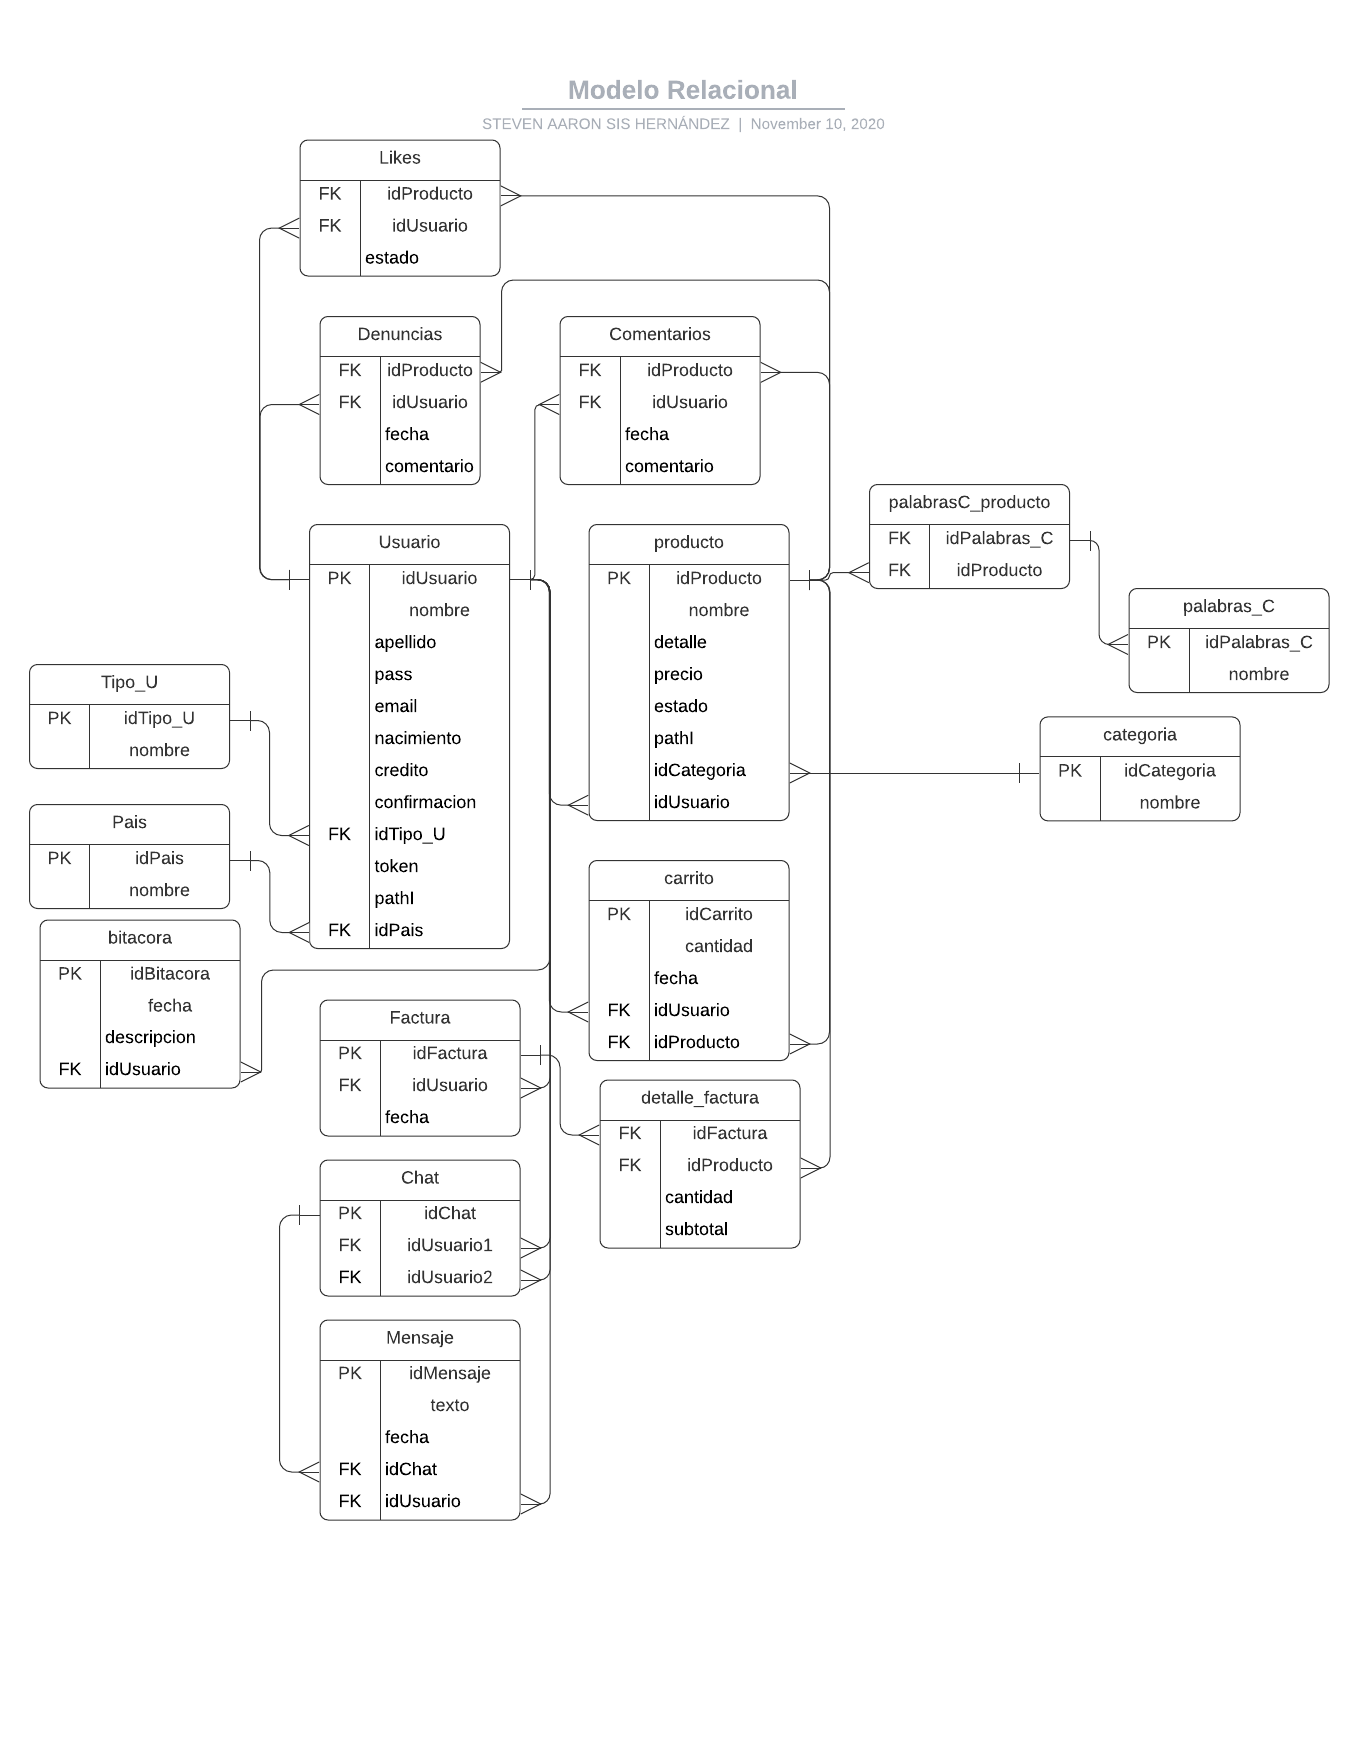 Modelo Relacional
STEVEN AARON SIS HERNÁNDEZ | November 10, 2020
Likes
FK idProducto
FK idUsuario
estado
Denuncias
FK idProducto
FK idUsuario
fecha
comentario
Comentarios
FK idProducto
FK idUsuario
fecha
comentario
palabrasC_producto
FK idPalabras_C
FK idProducto
Usuario
PK idUsuario
nombre
apellido
pass
email
nacimiento
credito
confirmacion
FK idTipo_U
token
pathI
FK idPais
producto
PK idProducto
nombre
detalle
precio
estado
pathI
idCategoria
idUsuario
palabras_C
PK idPalabras_C
nombre
Tipo_U
PK idTipo_U
nombre
categoria
PK idCategoria
nombre
Pais
PK idPais
nombre
carrito
PK idCarrito
cantidad
fecha
FK idUsuario
FK idProducto
bitacora
PK idBitacora
fecha
descripcion
FK idUsuario
Factura
PK idFactura
FK idUsuario
fecha
detalle_factura
FK idFactura
FK idProducto
cantidad
subtotal
Chat
PK idChat
FK idUsuario1
FK idUsuario2
Mensaje
PK idMensaje
texto
fecha
FK idChat
FK idUsuario